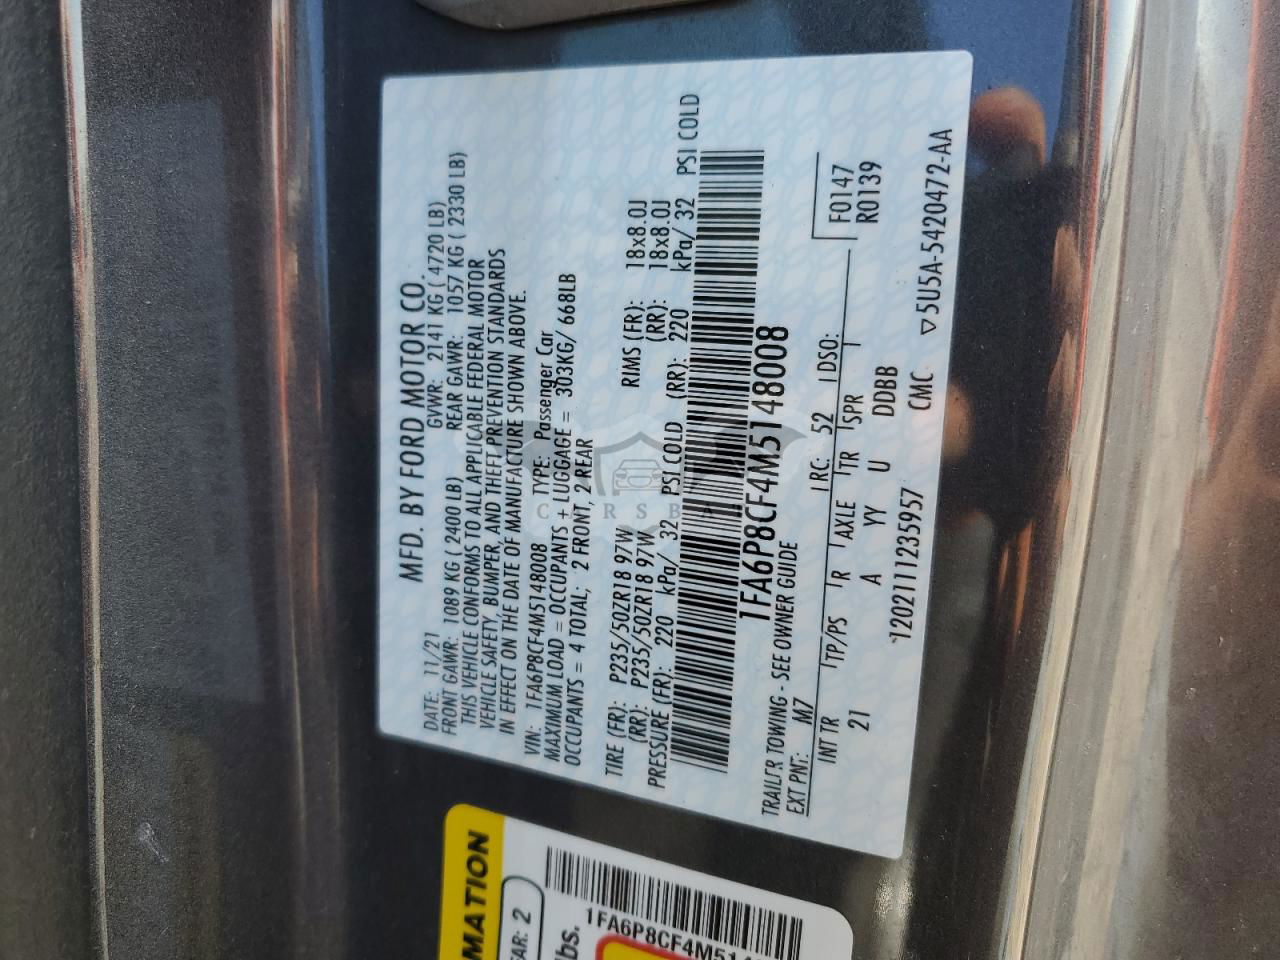 MFD. BY FORD MOTOR CO.
DATE: 11/21 GVWR: 2141 KG ( 4720 LB)
FRONT GAWR: 1089 KG ( 2400 LB) REAR GAWR: 1057 KG ( 2330 LB)
THIS VEHICLE CONFORMS TO ALL APPLICABLE FEDERAL MOTOR
VEHICLE SAFETY, BUMPER, AND THEFT PREVENTION STANDARDS
IN EFFECT ON THE DATE OF MANUFACTURE SHOWN ABOVE.
VIN: 1FA6P8CF4M5148008 TYPE: Passenger Car
MAXIMUM LOAD = OCCUPANTS + LUGGAGE = 303KG/ 668LB
OCCUPANTS = 4 TOTAL; 2 FRONT, 2 REAR
TIRE (FR): P235/50ZR18 97W RIMS (FR): 18x8.0J
(RR): P235/50ZR18 97W (RR): 18x8.0J
PRESSURE (FR): 220 kPa/ 32 PSI COLD (RR): 220 kPa/ 32 PSI COLD
1FA6P8CF4M5148008
TRAILER TOWING - SEE OWNER GUIDE
EXT PNT: M7 RC: 52 DSO: F0147
R0139
INT TR TP/PS R AXLE TR SPR
21 A YY U DDBB
12021111235957 CMC ▽5U5A-5420472-AA
MATION
EAR: 2
lbs.
1FA6P8CF4M514